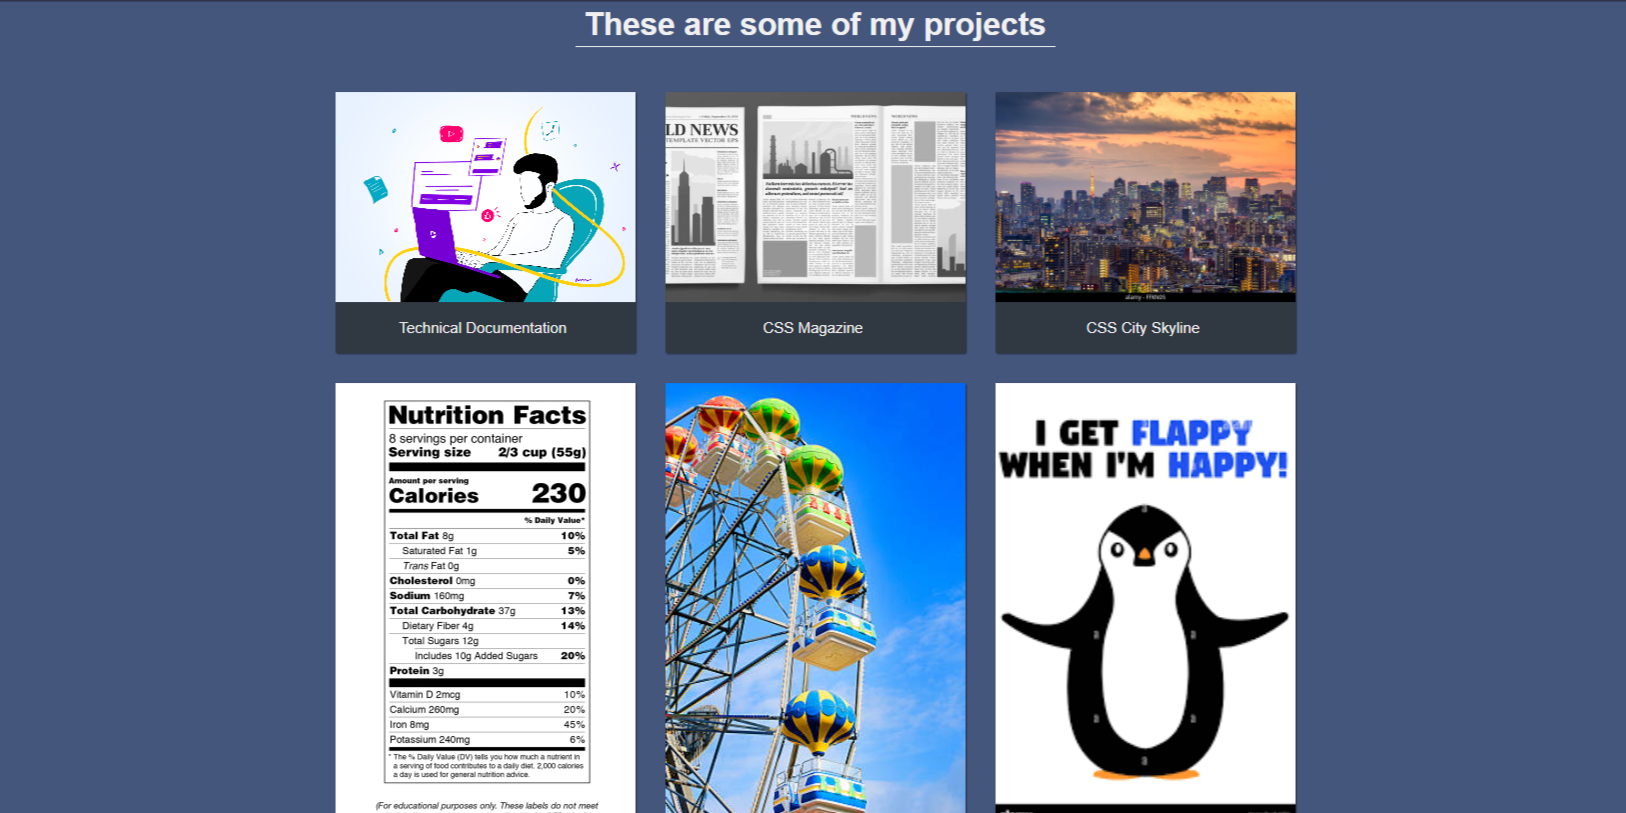 These are some of my projects
LD NEWS
TEMPLATE VECTOR EPS
WORLD NEWS
WORLD NEWS
alamy - FFKN0S
Technical Documentation
CSS Magazine
CSS City Skyline
Nutrition Facts
8 servings per container
Serving size 2/3 cup (55g)
Amount per serving
Calories 230
% Daily Value*
Total Fat 8g 10%
Saturated Fat 1g 5%
Trans Fat 0g
Cholesterol 0mg 0%
Sodium 160mg 7%
Total Carbohydrate 37g 13%
Dietary Fiber 4g 14%
Total Sugars 12g
Includes 10g Added Sugars 20%
Protein 3g
Vitamin D 2mcg 10%
Calcium 260mg 20%
Iron 8mg 45%
Potassium 240mg 6%
* The % Daily Value (DV) tells you how much a nutrient in
a serving of food contributes to a daily diet. 2,000 calories
a day is used for general nutrition advice.
(For educational purposes only. These labels do not meet
I GET FLAPPY
WHEN I'M HAPPY!